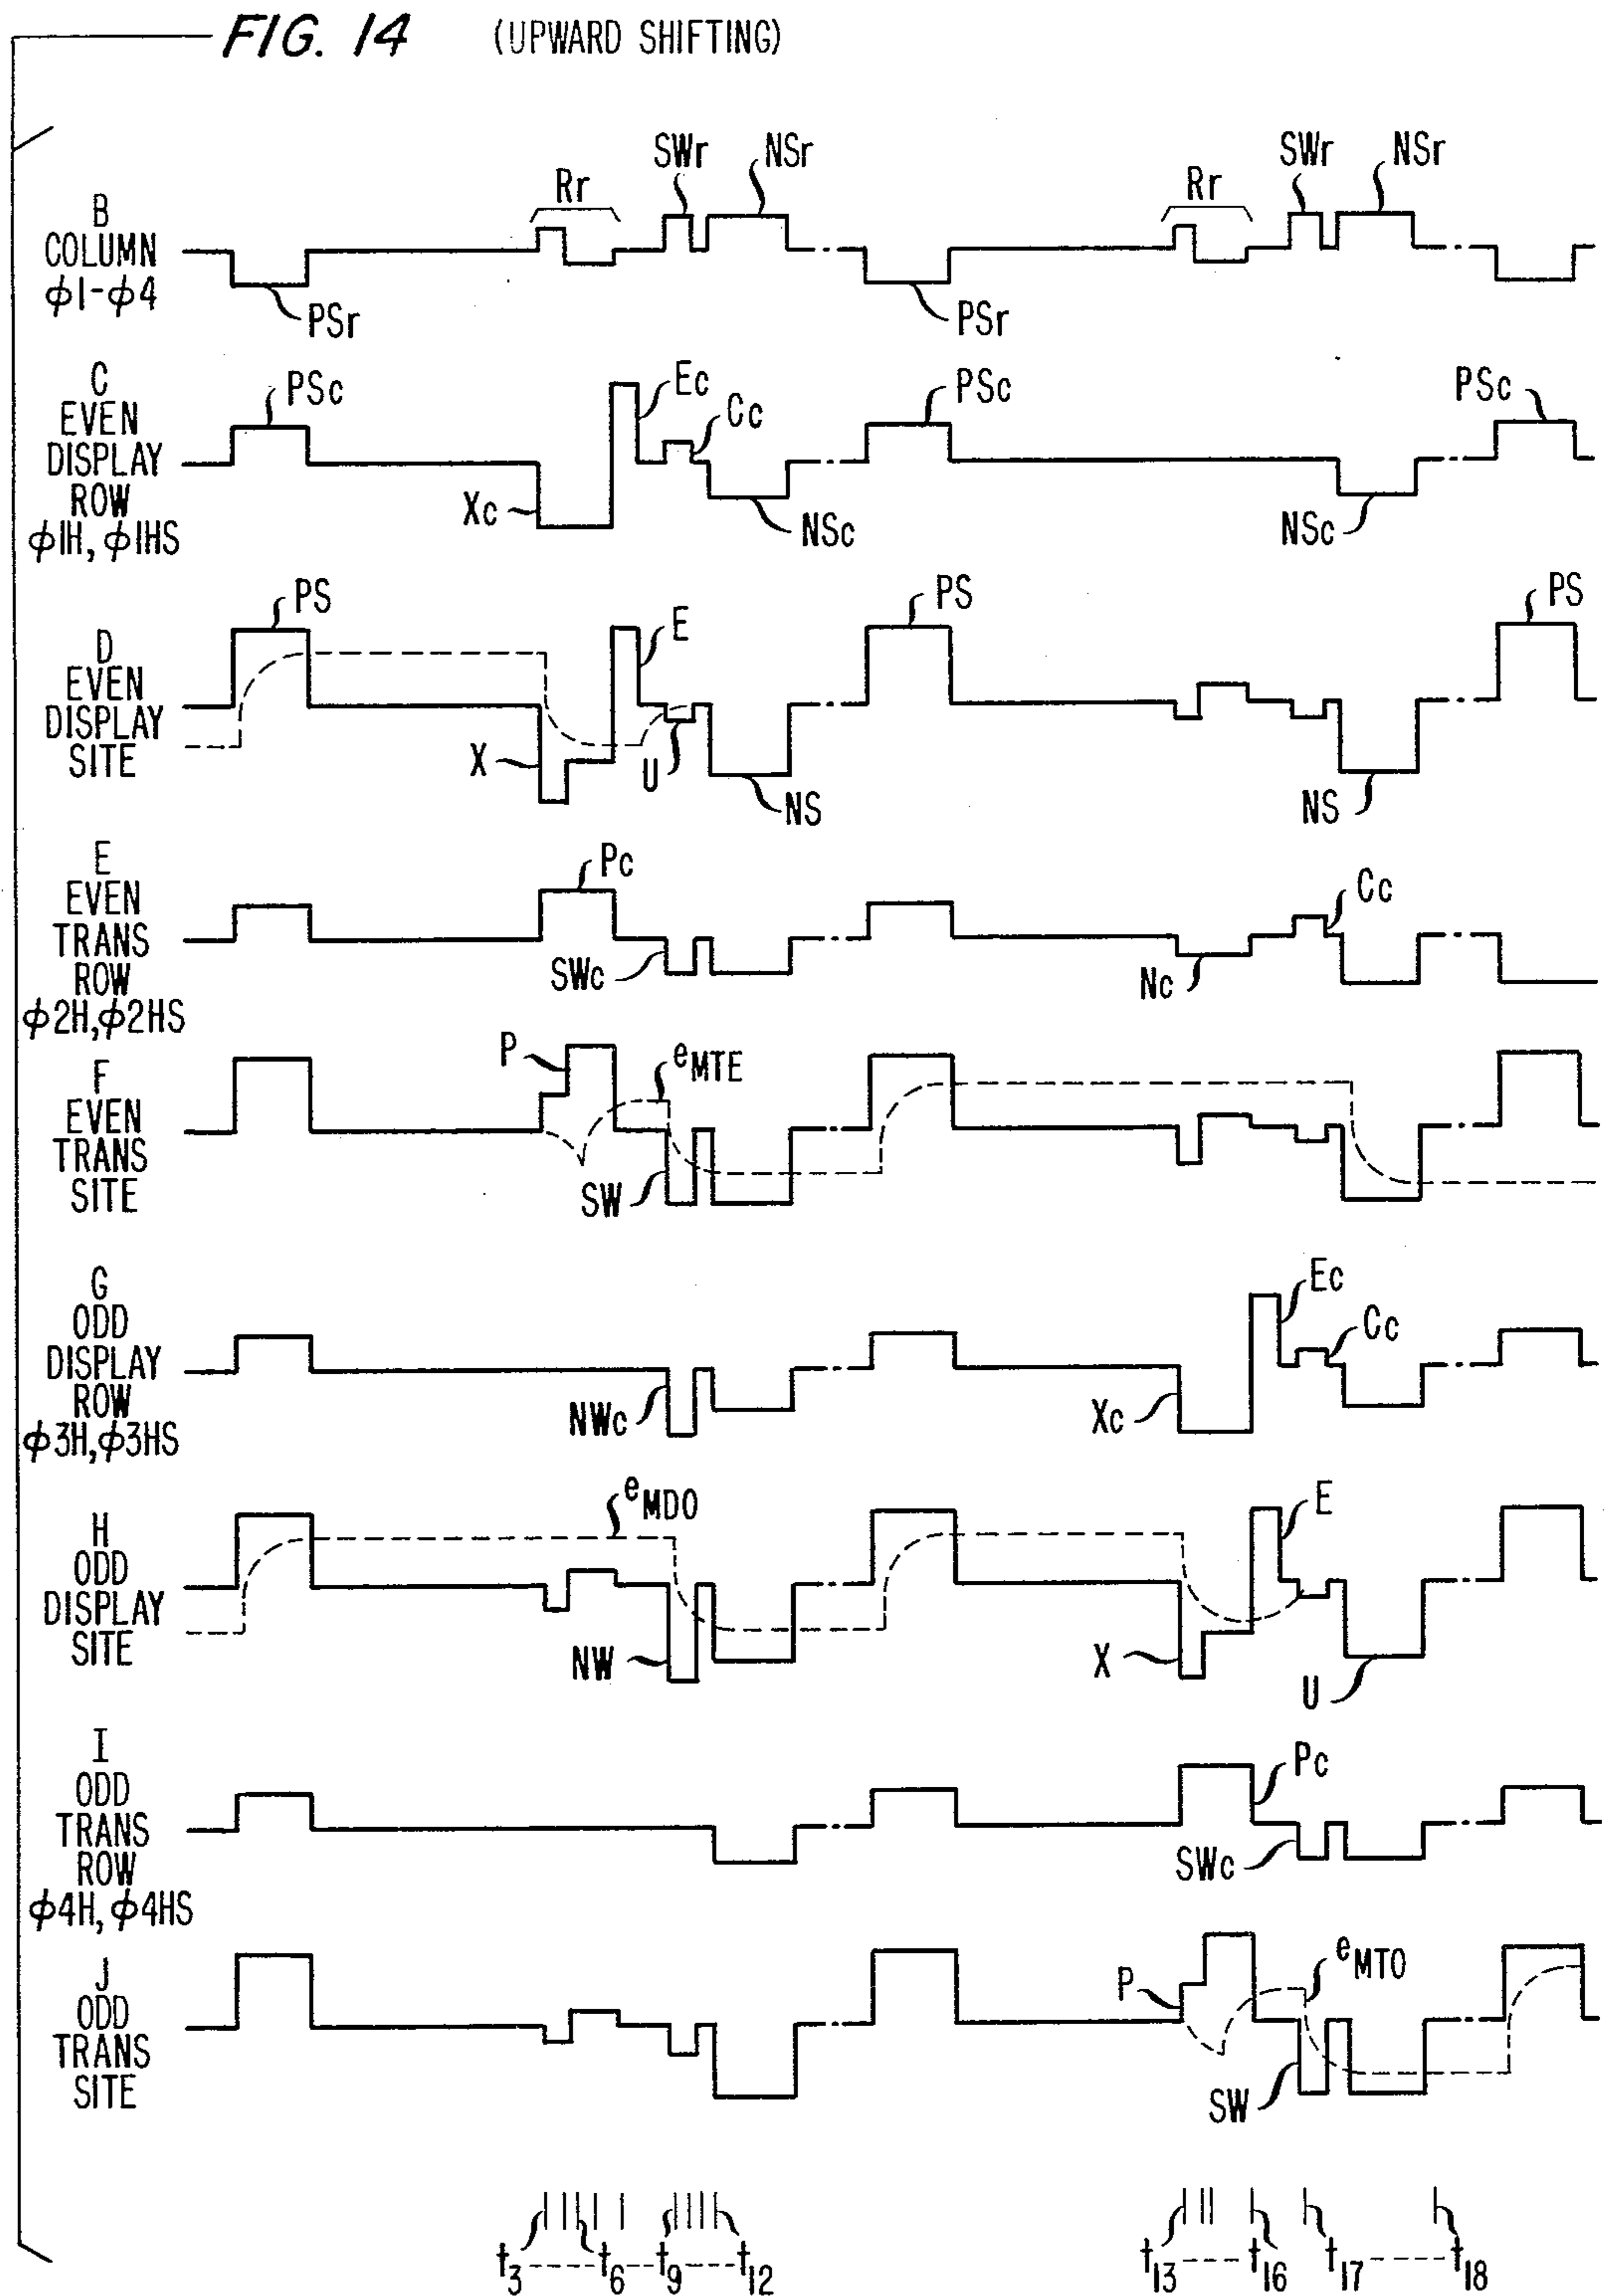 FIG. 14 (UPWARD SHIFTING)
SWr NSr SWr NSr
Rr Rr
B
COLUMN
φ1-φ4
PSr PSr
C
EVEN
DISPLAY
ROW
φ1H, φ1HS
PSc Ec Cc PSc PSc
Xc NSc NSc
D
EVEN
DISPLAY
SITE
PS E PS PS
X U NS NS
E
EVEN
TRANS
ROW
φ2H, φ2HS
Pc Cc
SWc Nc
F
EVEN
TRANS
SITE
P eMTE
SW
G
ODD
DISPLAY
ROW
φ3H, φ3HS
Ec Cc
NWc Xc
H
ODD
DISPLAY
SITE
eMDO E
NW X U
I
ODD
TRANS
ROW
φ4H, φ4HS
Pc
SWc
J
ODD
TRANS
SITE
P eMTO
SW
t3 ---- t6 --- t9 ---- t12 t13 ---- t16 t17 ------ t18